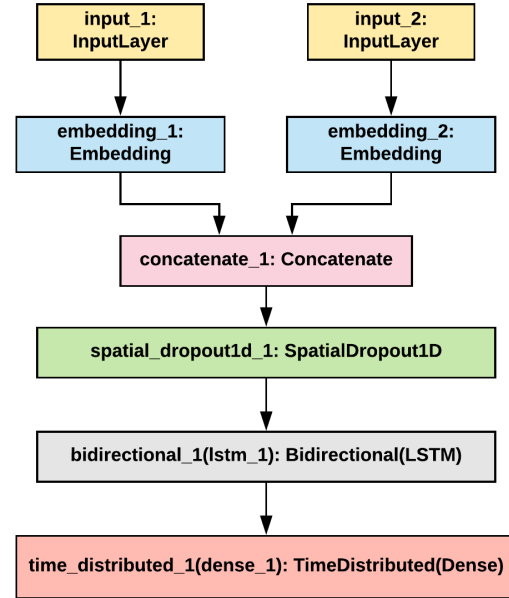 input_1:
InputLayer
input_2:
InputLayer
embedding_1:
Embedding
embedding_2:
Embedding
concatenate_1: Concatenate
spatial_dropout1d_1: SpatialDropout1D
bidirectional_1(lstm_1): Bidirectional(LSTM)
time_distributed_1(dense_1): TimeDistributed(Dense)